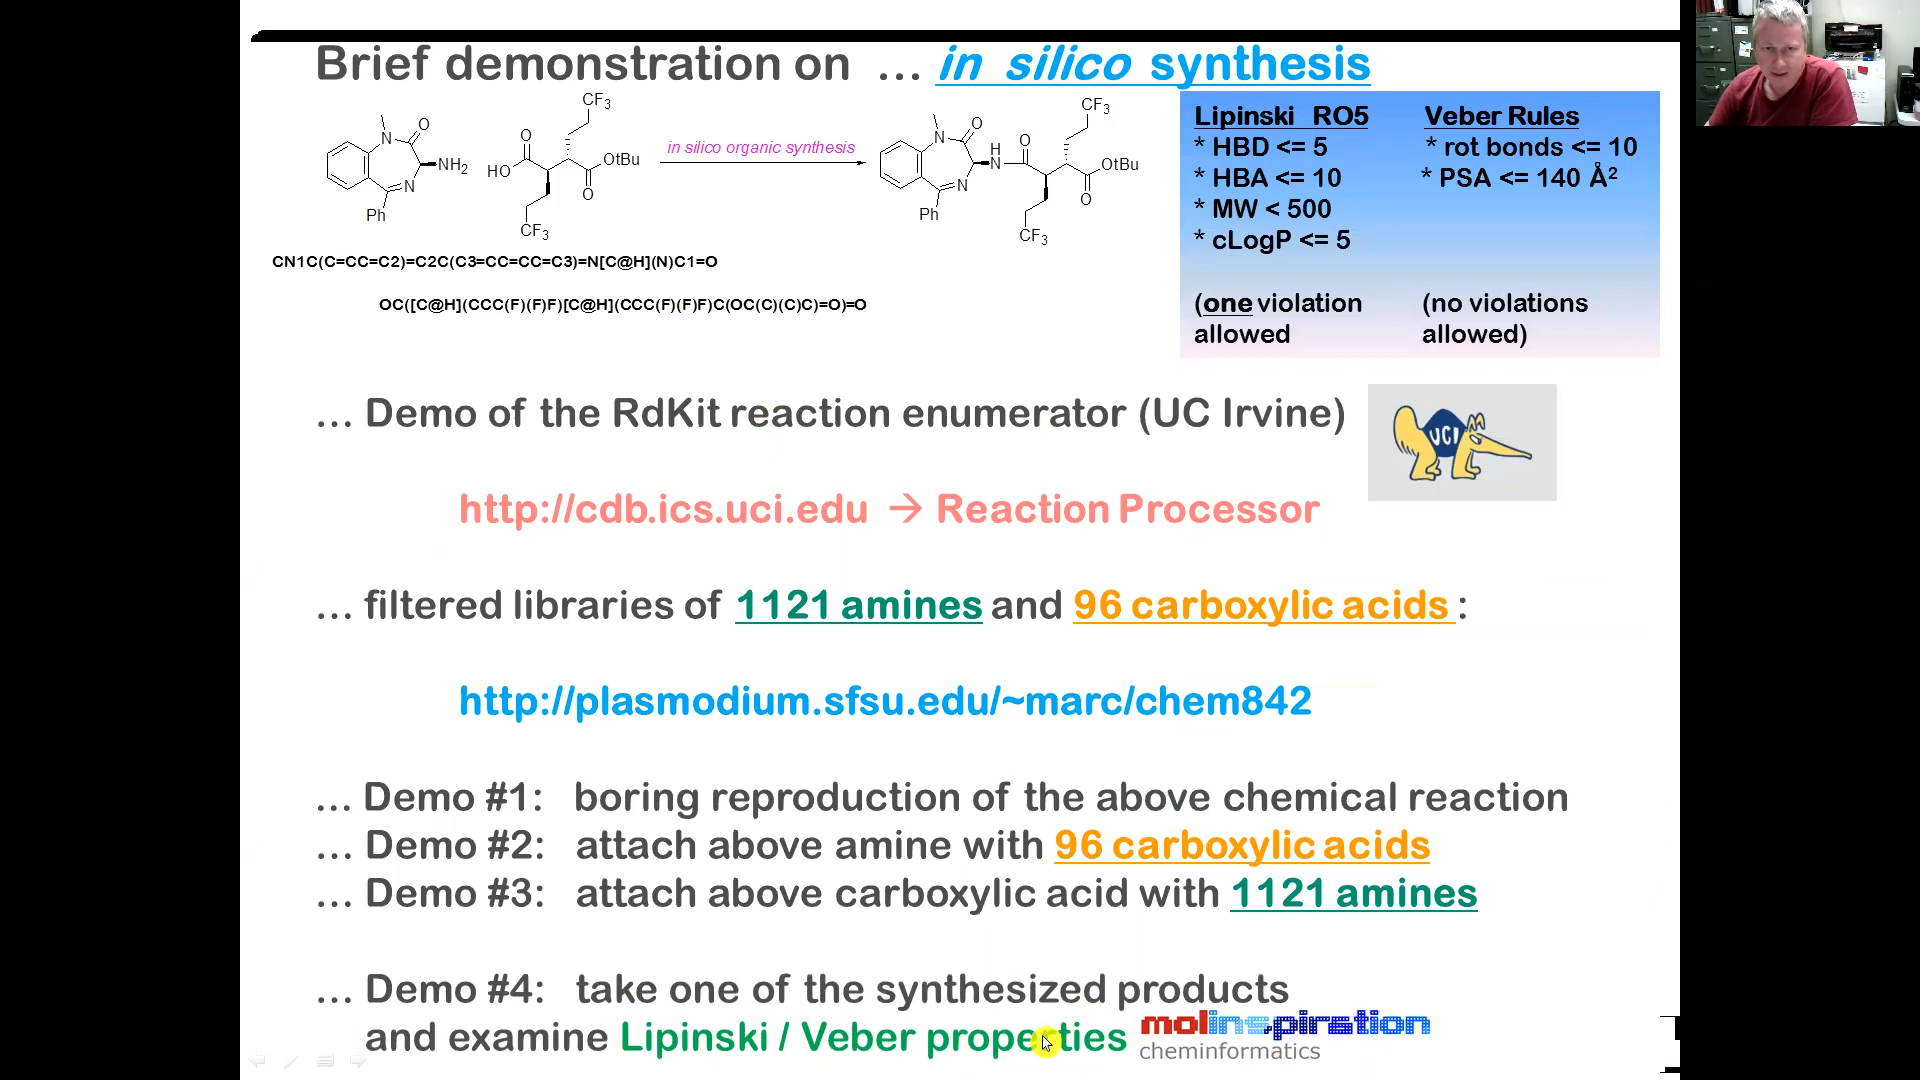 Brief demonstration on ... in silico synthesis
N O NH2 N Ph
HO O CF3 OtBu O CF3
in silico organic synthesis
N O H N O CF3 OtBu O N Ph CF3
CN1C(C=CC=C2)=C2C(C3=CC=CC=C3)=N[C@H](N)C1=O
OC([C@H](CCC(F)(F)F)[C@H](CCC(F)(F)F)C(OC(C)(C)C)=O)=O
Lipinski RO5
* HBD <= 5
* HBA <= 10
* MW < 500
* cLogP <= 5
(one violation
allowed
Veber Rules
* rot bonds <= 10
* PSA <= 140 Å²
(no violations
allowed)
... Demo of the RdKit reaction enumerator (UC Irvine)
UCI
http://cdb.ics.uci.edu → Reaction Processor
... filtered libraries of 1121 amines and 96 carboxylic acids :
http://plasmodium.sfsu.edu/~marc/chem842
... Demo #1: boring reproduction of the above chemical reaction
... Demo #2: attach above amine with 96 carboxylic acids
... Demo #3: attach above carboxylic acid with 1121 amines
... Demo #4: take one of the synthesized products
and examine Lipinski / Veber properties
molinspiration
cheminformatics